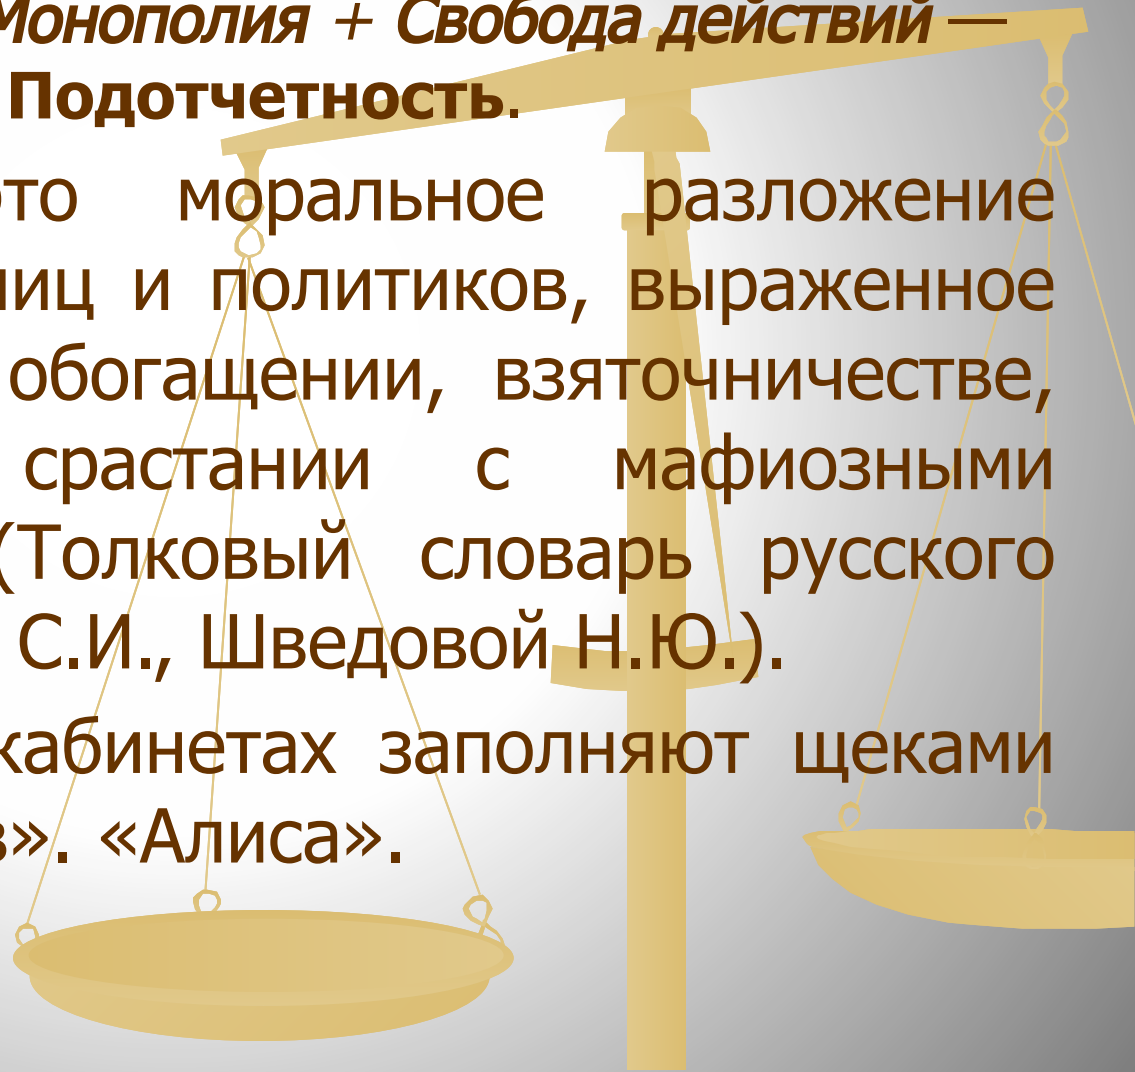 Монополия + Свобода действий —
Подотчетность.
это моральное разложение
лиц и политиков, выраженное
обогащении, взяточничестве,
срастании с мафиозными
(Толковый словарь русского
С.И., Шведовой Н.Ю.).
кабинетах заполняют щеками
в». «Алиса».